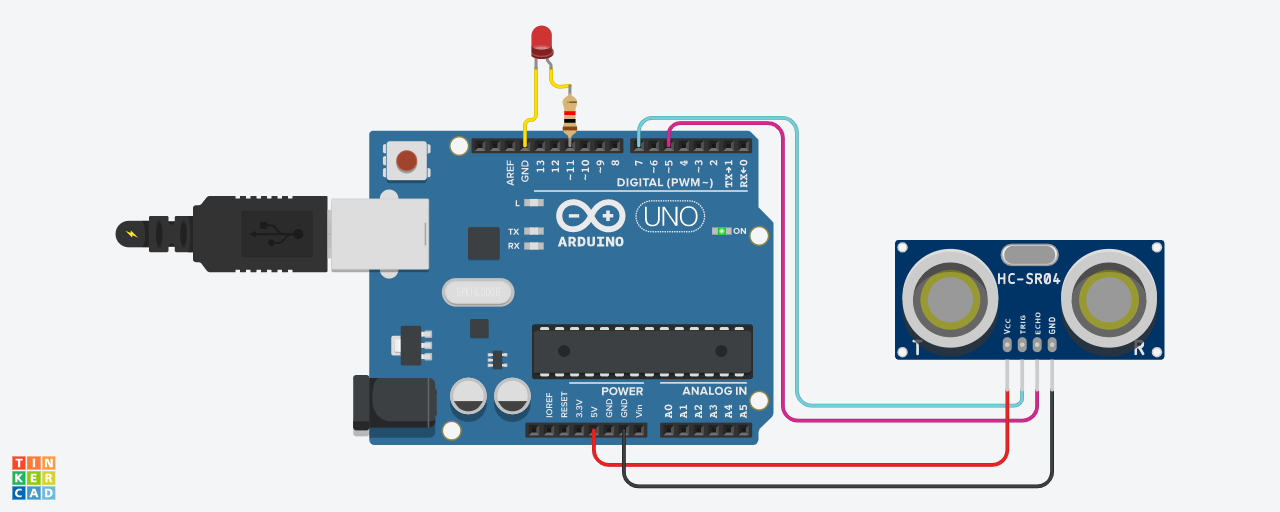 AREF
GND
13
12
~11
~10
~9
8
7
~6
~5
4
~3
2
TX→1
RX←0
DIGITAL (PWM~)
L
TX
RX
ARDUINO
UNO
ON
HC-SR04
VCC
TRIG
ECHO
GND
T
R
POWER
ANALOG IN
IOREF
RESET
3.3V
5V
GND
GND
Vin
A0
A1
A2
A3
A4
A5
TIN
KER
CAD